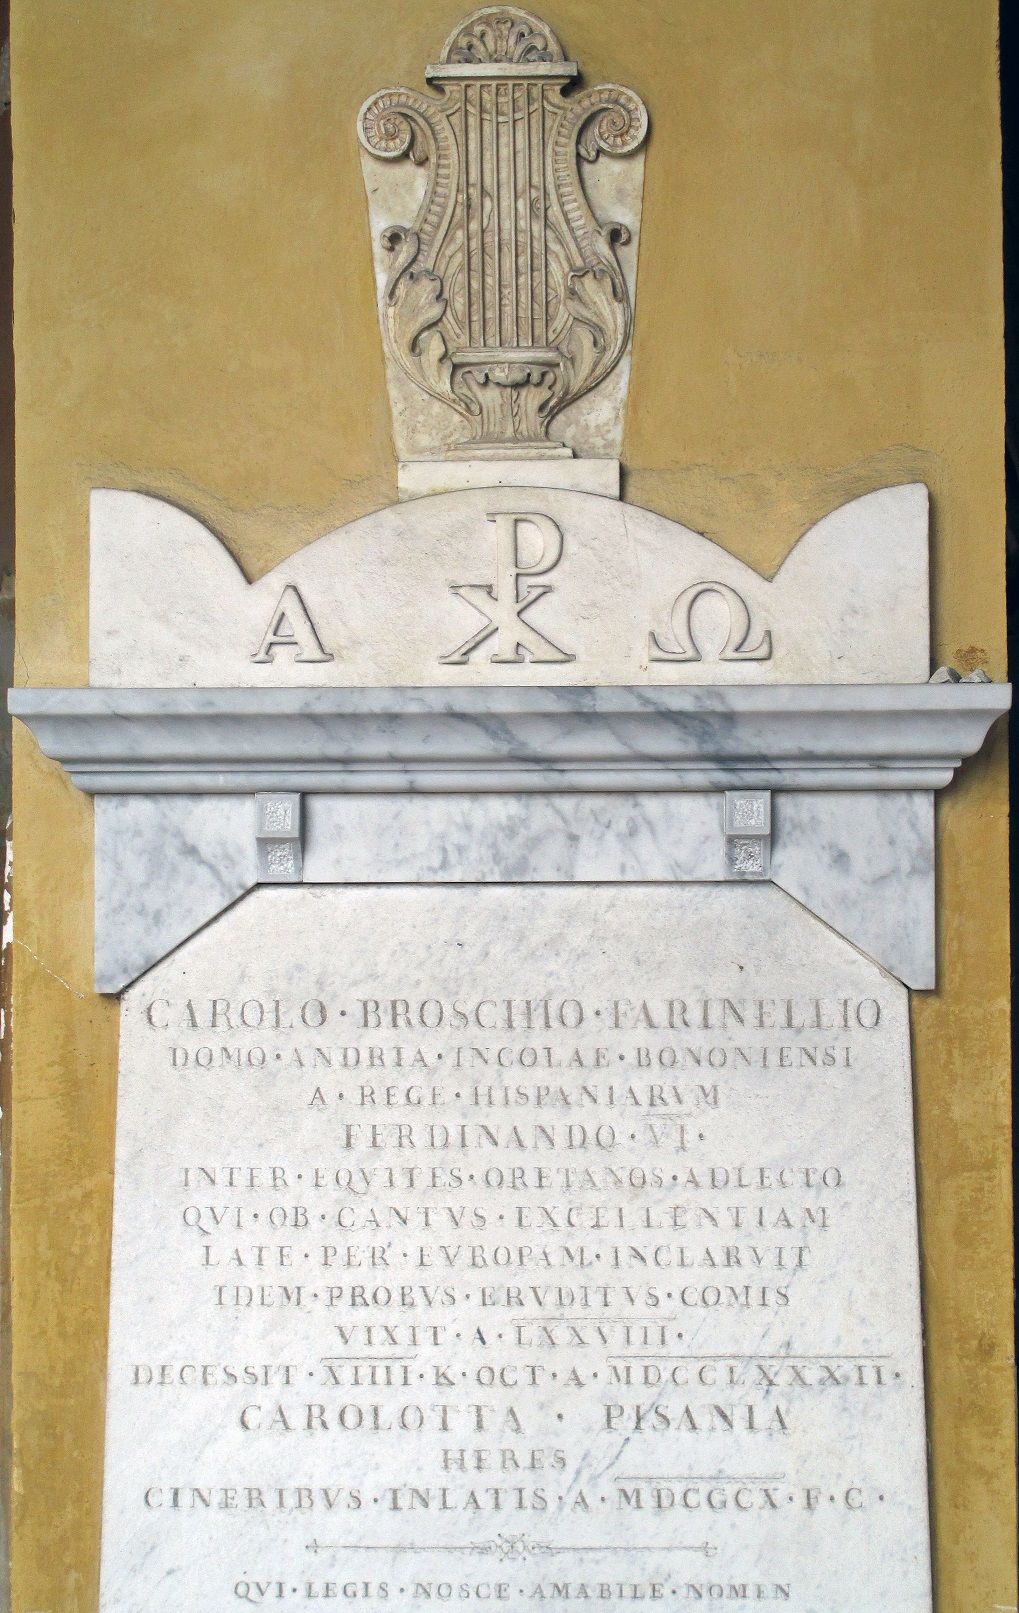 Α ☧ Ω
CAROLO·BROSCHIO·FARINELLIO
DOMO·ANDRIA·INCOLAE·BONONIENSI
A·REGE·HISPANIARVM
FERDINANDO·VI·
INTER·EQVITES·ORETANOS·ADLECTO
QVI·OB·CANTVS·EXCELLENTIAM
LATE·PER·EVROPAM·INCLARVIT
IDEM·PROBVS·ERVDITVS·COMIS
VIXIT·A·LXXVIIII·
DECESSIT·XIIII·K·OCT·A·MDCCLXXXII·
CAROLOTTA · PISANIA
HERES
CINERIBVS·INLATIS·A·MDCCCX·F·C·
QVI·LEGIS·NOSCE·AMABILE·NOMEN